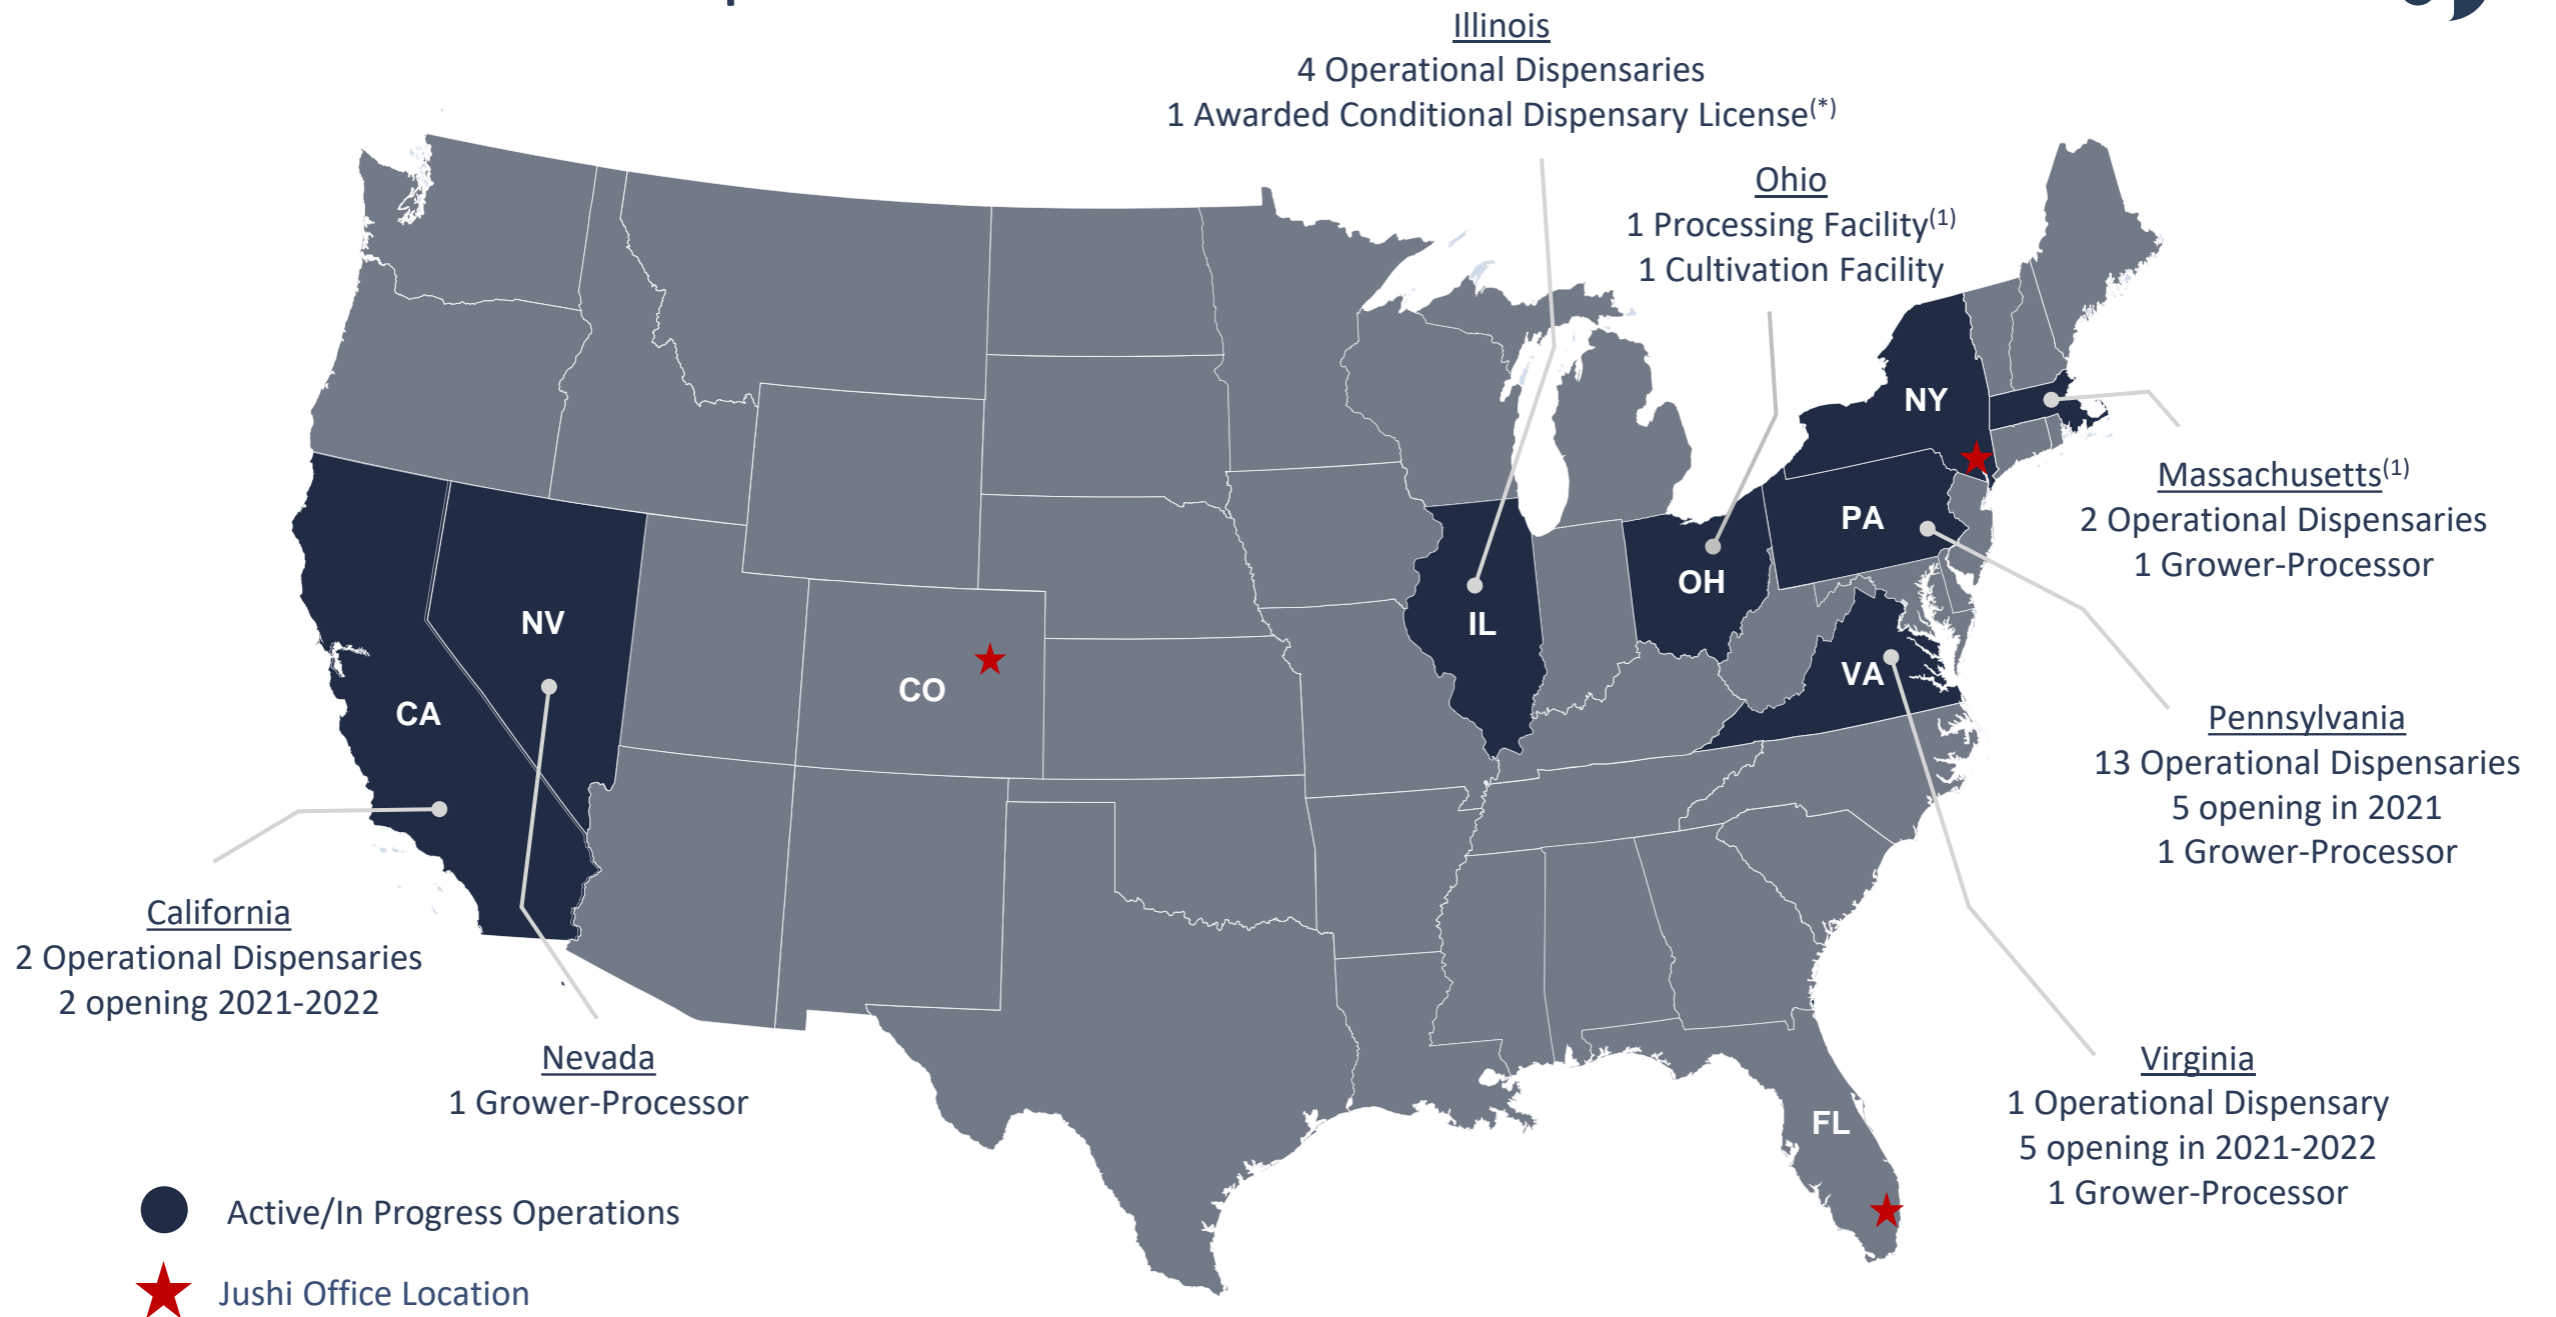 Illinois
4 Operational Dispensaries
1 Awarded Conditional Dispensary License(*)
Ohio
1 Processing Facility(1)
1 Cultivation Facility
NY
Massachusetts(1)
2 Operational Dispensaries
1 Grower-Processor
PA
OH
IL
NV
VA
CO
CA
Pennsylvania
13 Operational Dispensaries
5 opening in 2021
1 Grower-Processor
California
2 Operational Dispensaries
2 opening 2021-2022
Nevada
1 Grower-Processor
Virginia
1 Operational Dispensary
5 opening in 2021-2022
1 Grower-Processor
FL
Active/In Progress Operations
Jushi Office Location